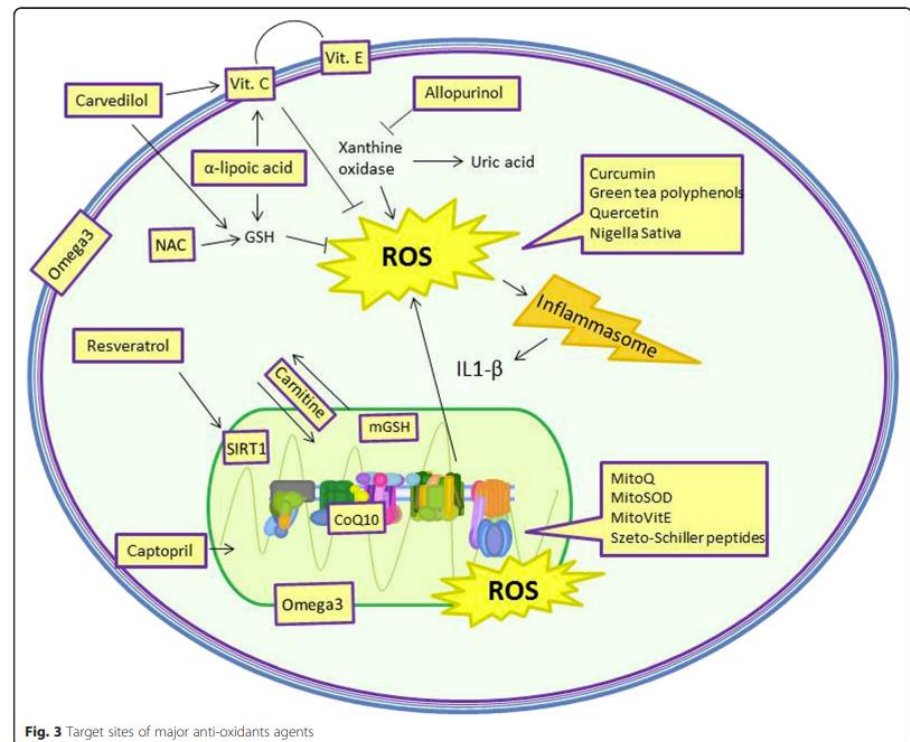 Vit. E
Vit. C
Carvedilol
Allopurinol
Xanthine
oxidase
Uric acid
α-lipoic acid
Curcumin
Green tea polyphenols
Quercetin
Nigella Sativa
NAC
GSH
ROS
Omega3
Inflammasome
IL1-β
Resveratrol
Carnitine
mGSH
SIRT1
CoQ10
MitoQ
MitoSOD
MitoVitE
Szeto-Schiller peptides
Captopril
Omega3
ROS
Fig. 3 Target sites of major anti-oxidants agents